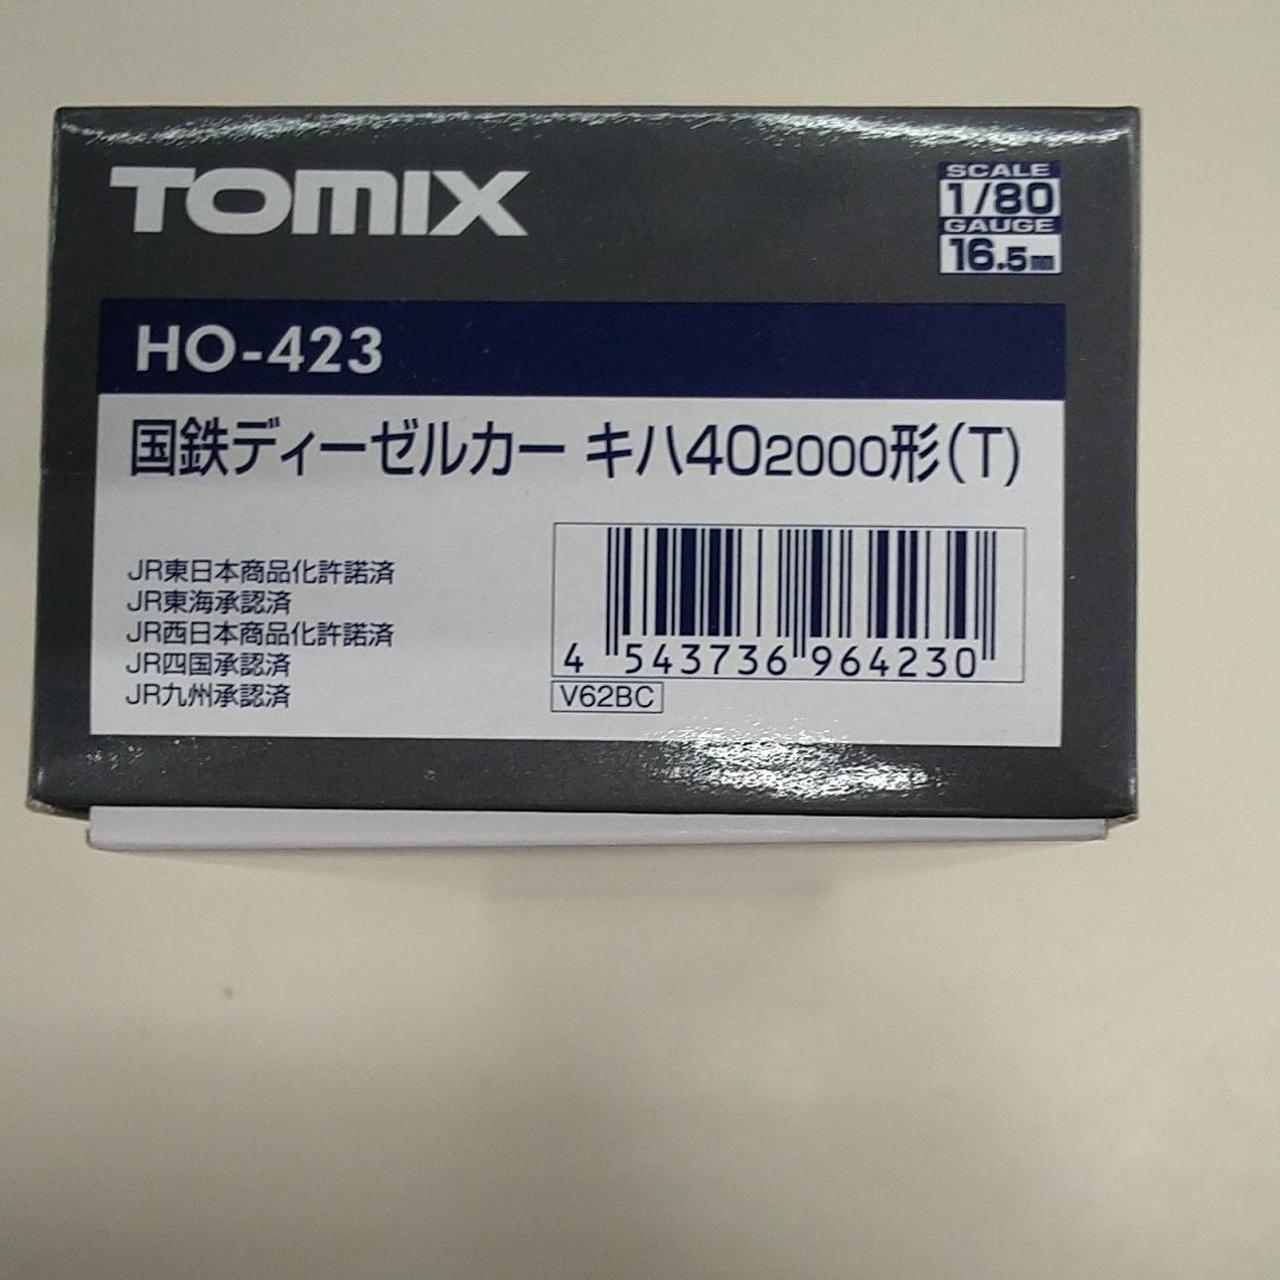 TOMIX
SCALE
1/80
GAUGE
16.5mm
HO-423
国鉄ディーゼルカー キハ402000形(T)
JR東日本商品化許諾済
JR東海承認済
JR西日本商品化許諾済
JR四国承認済
JR九州承認済
4 543736 964230
V62BC